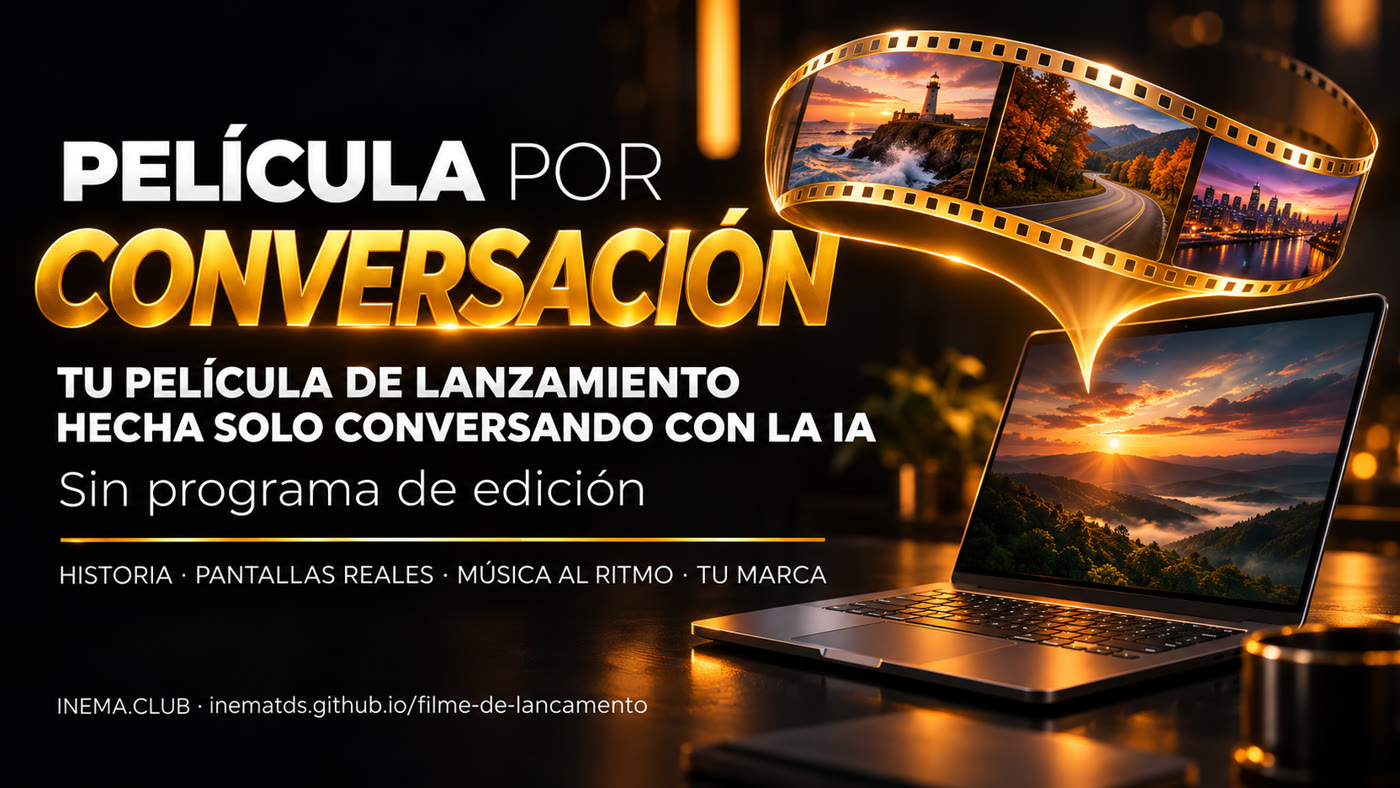 PELÍCULA POR
CONVERSACIÓN
TU PELÍCULA DE LANZAMIENTO
HECHA SOLO CONVERSANDO CON LA IA
Sin programa de edición
HISTORIA · PANTALLAS REALES · MÚSICA AL RITMO · TU MARCA
INEMA.CLUB · inematds.github.io/filme-de-lancamento